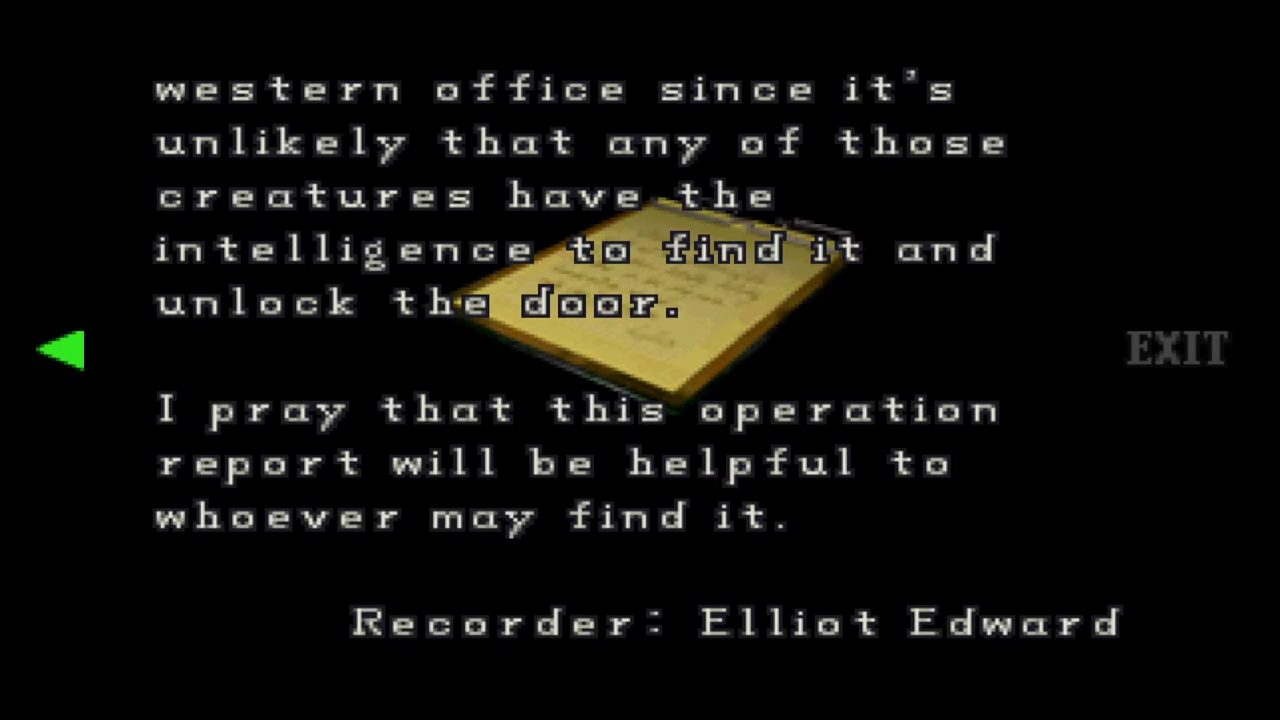 western office since it's
unlikely that any of those
creatures have the
intelligence to find it and
unlock the door.
I pray that this operation
report will be helpful to
whoever may find it.
Recorder: Elliot Edward
EXIT